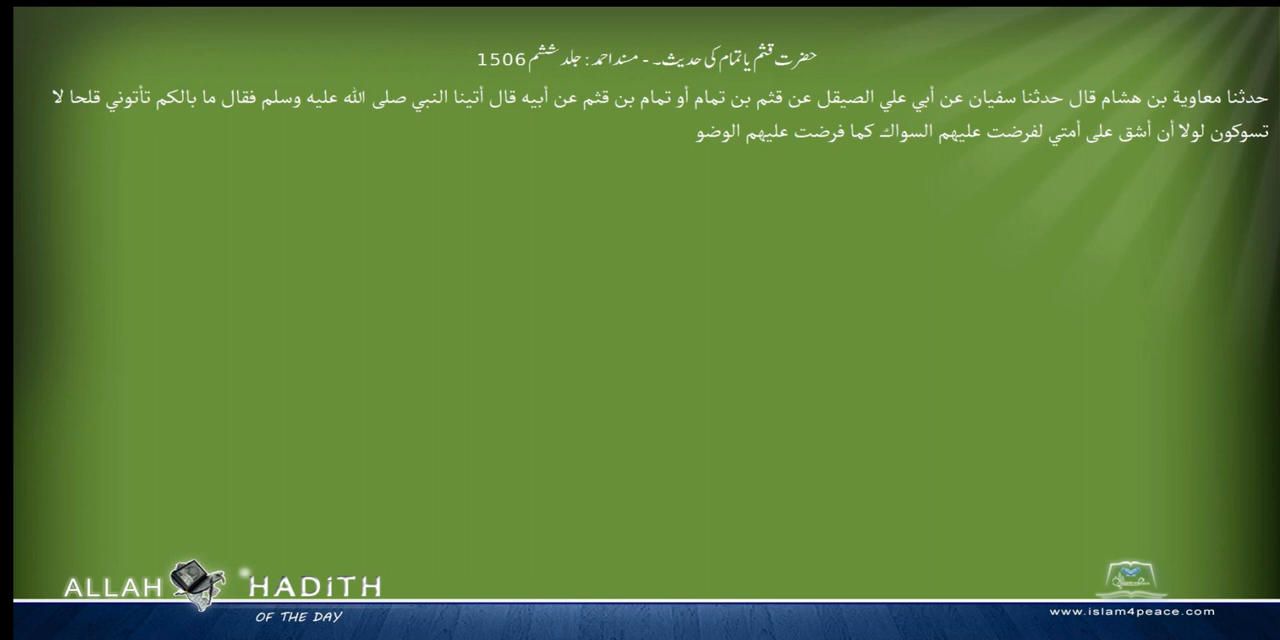 حضرت قثم یا تمام کی حدیث۔ - مسند احمد : جلد ششم 1506
حدثنا معاوية بن هشام قال حدثنا سفيان عن أبي علي الصيقل عن قثم بن تمام أو تمام بن قثم عن أبيه قال أتينا النبي صلى الله عليه وسلم فقال ما بالكم تأتوني قلحا لا
تسوكون لولا أن أشق على أمتي لفرضت عليهم السواك كما فرضت عليهم الوضو
ALLAH HADITH
OF THE DAY
www.islam4peace.com